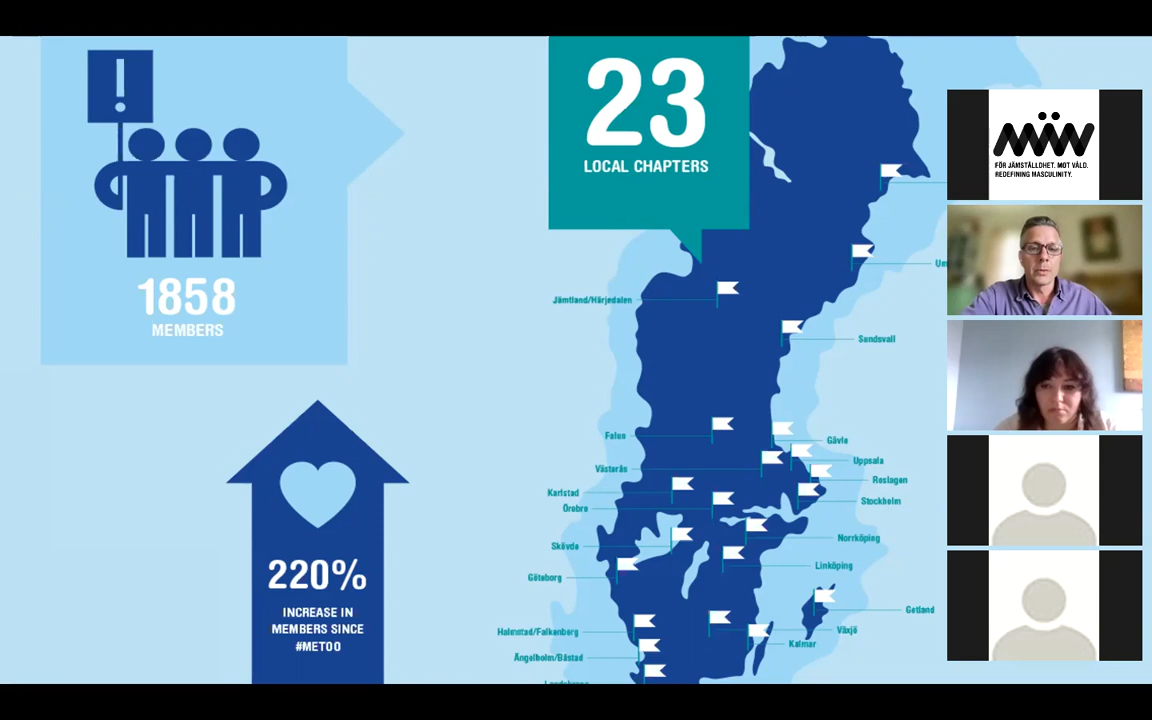 1858
MEMBERS
220%
INCREASE IN
MEMBERS SINCE
#METOO
23
LOCAL CHAPTERS
Jämtland/Härjedalen
Sundsvall
Falun
Gävle
Uppsala
Västerås
Roslagen
Karlstad
Stockholm
Örebro
Norrköping
Skövde
Linköping
Göteborg
Gotland
Halmstad/Falkenberg
Växjö
Kalmar
Ängelholm/Båstad
MÄN
FÖR JÄMSTÄLLDHET. MOT VÅLD.
REDEFINING MASCULINITY.